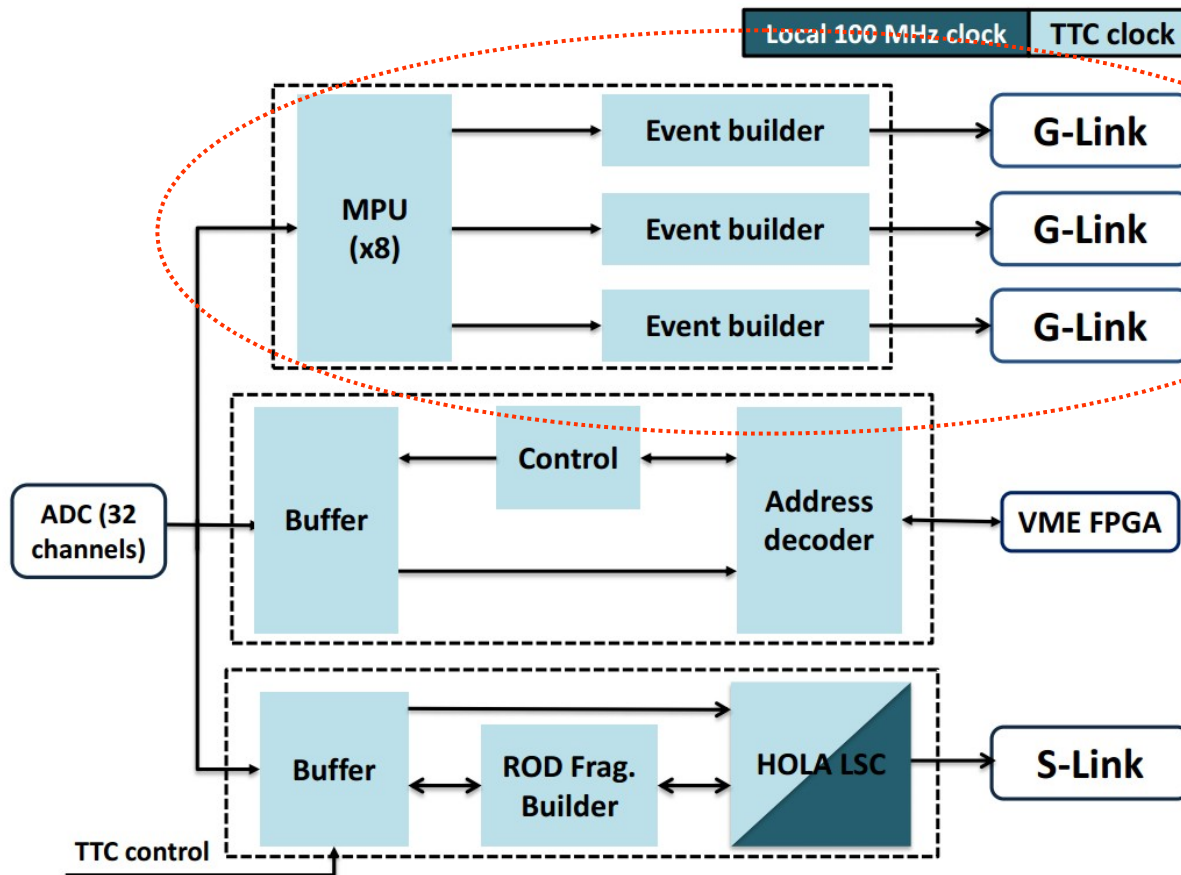 Local 100 MHz clock
TTC clock
MPU
(x8)
Event builder
G-Link
Event builder
G-Link
Event builder
G-Link
ADC (32
channels)
Buffer
Control
Address
decoder
VME FPGA
Buffer
ROD Frag.
Builder
HOLA LSC
S-Link
TTC control